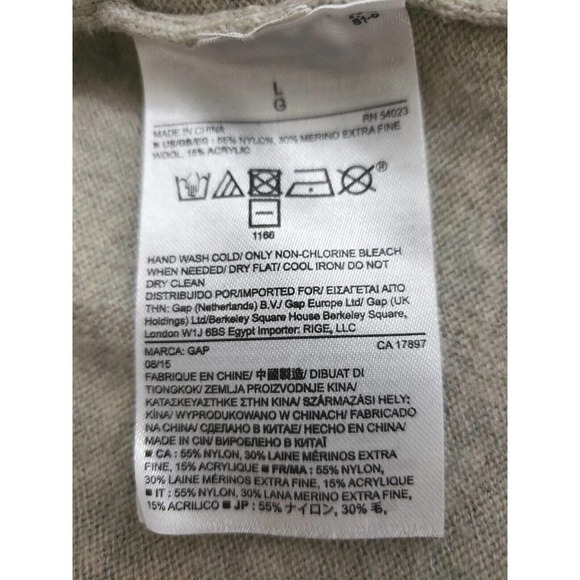 L
G
MADE IN CHINA RN 54023
■ US/GB/EG : 55% NYLON, 30% MERINO EXTRA FINE
WOOL, 15% ACRYLIC
®
1166
HAND WASH COLD/ ONLY NON-CHLORINE BLEACH
WHEN NEEDED/ DRY FLAT/ COOL IRON/ DO NOT
DRY CLEAN
DISTRIBUIDO POR/IMPORTED FOR/ ΕΙΣΑΓΕΤΑΙ ΑΠΟ
ΤΗΝ: Gap (Netherlands) B.V./ Gap Europe Ltd/ Gap (UK
Holdings) Ltd/Berkeley Square House Berkeley Square,
London W1J 6BS Egypt Importer: RIGE, LLC
MARCA: GAP CA 17897
08/15
FABRIQUE EN CHINE/ 中國製造/ DIBUAT DI
TIONGKOK/ ZEMLJA PROIZVODNJE KINA/
ΚΑΤΑΣΚΕΥΑΣΤΗΚΕ ΣΤΗΝ ΚΙΝΑ/ SZÁRMAZÁSI HELY:
KÍNA/ WYPRODUKOWANO W CHINACH/ FABRICADO
NA CHINA/ СДЕЛАНО В КИТАЕ/ HECHO EN CHINA/
MADE IN CIN/ ВИРОБЛЕНО В КИТАЇ
■ CA : 55% NYLON, 30% LAINE MÉRINOS EXTRA
FINE, 15% ACRYLIQUE ■ FR/MA : 55% NYLON,
30% LAINE MÉRINOS EXTRA FINE, 15% ACRYLIQUE
■ IT : 55% NYLON, 30% LANA MERINO EXTRA FINE,
15% ACRILICO ■ JP : 55% ナイロン, 30% 毛,